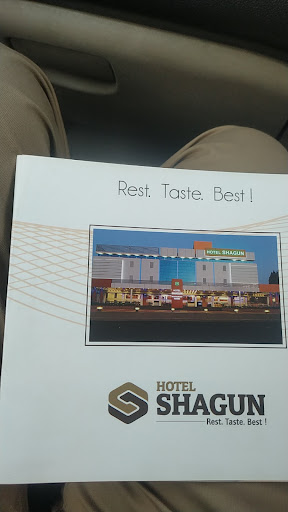 Rest. Taste. Best !
HOTEL SHAGUN
HOTEL
SHAGUN
Rest. Taste. Best !